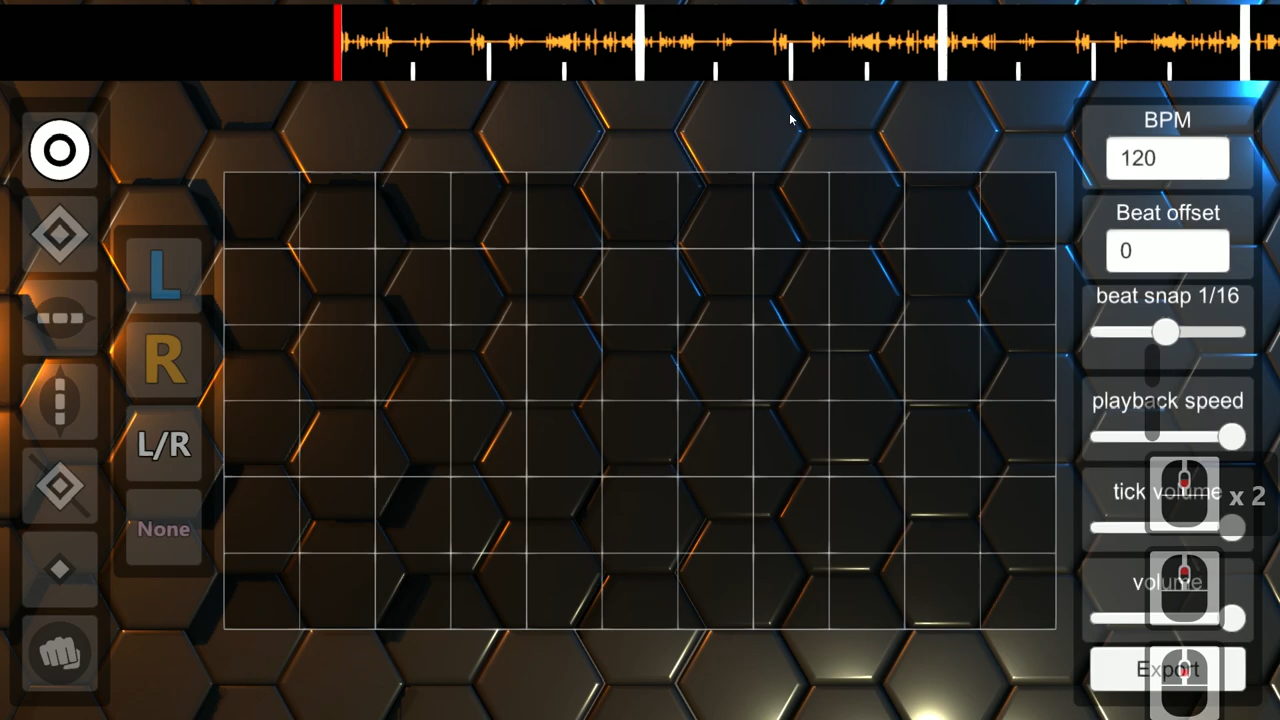 BPM
120
Beat offset
0
beat snap 1/16
playback speed
tick volume
x 2
volume
Export
L
R
L/R
None